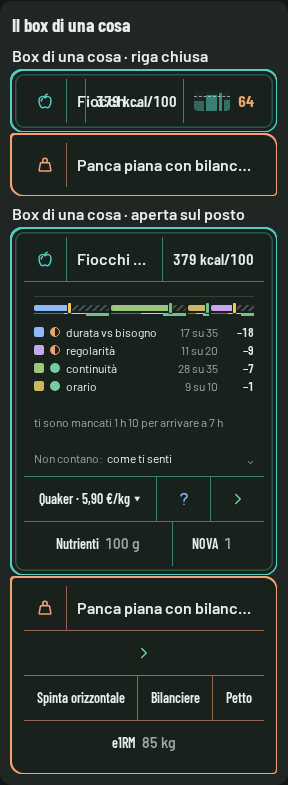 Il box di una cosa
Box di una cosa · riga chiusa
379 kcal/100 64
Panca piana con bilanc…
Box di una cosa · aperta sul posto
Fiocchi … 379 kcal/100
durata vs bisogno 17 su 35 −18
regolarità 11 su 20 −9
continuità 28 su 35 −7
orario 9 su 10 −1
ti sono mancati 1 h 10 per arrivare a 7 h
Non contano: come ti senti
Quaker · 5,90 €/kg ▾ ?
Nutrienti 100 g NOVA 1
Panca piana con bilanc…
Spinta orizzontale Bilanciere Petto
e1RM 85 kg